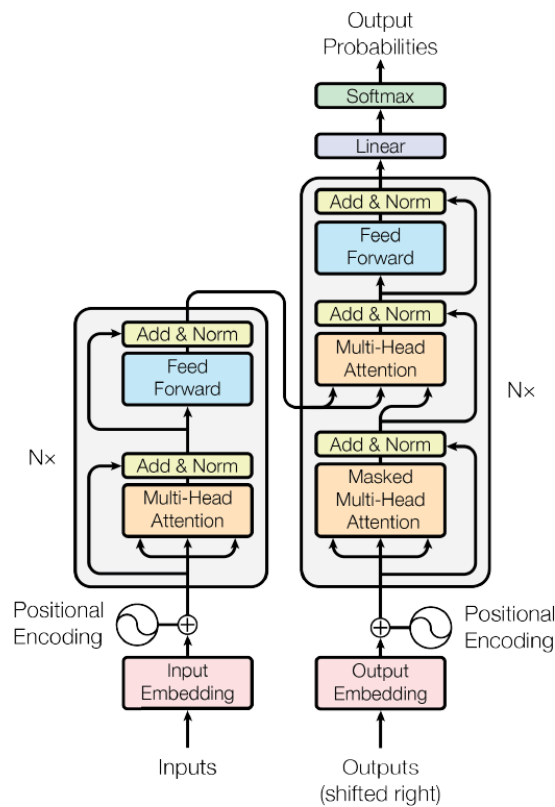 Output
Probabilities
Softmax
Linear
Add & Norm
Feed
Forward
Add & Norm
Multi-Head
Attention
Add & Norm
Masked
Multi-Head
Attention
N×
Positional
Encoding
Output
Embedding
Outputs
(shifted right)
Add & Norm
Feed
Forward
Add & Norm
Multi-Head
Attention
N×
Positional
Encoding
Input
Embedding
Inputs